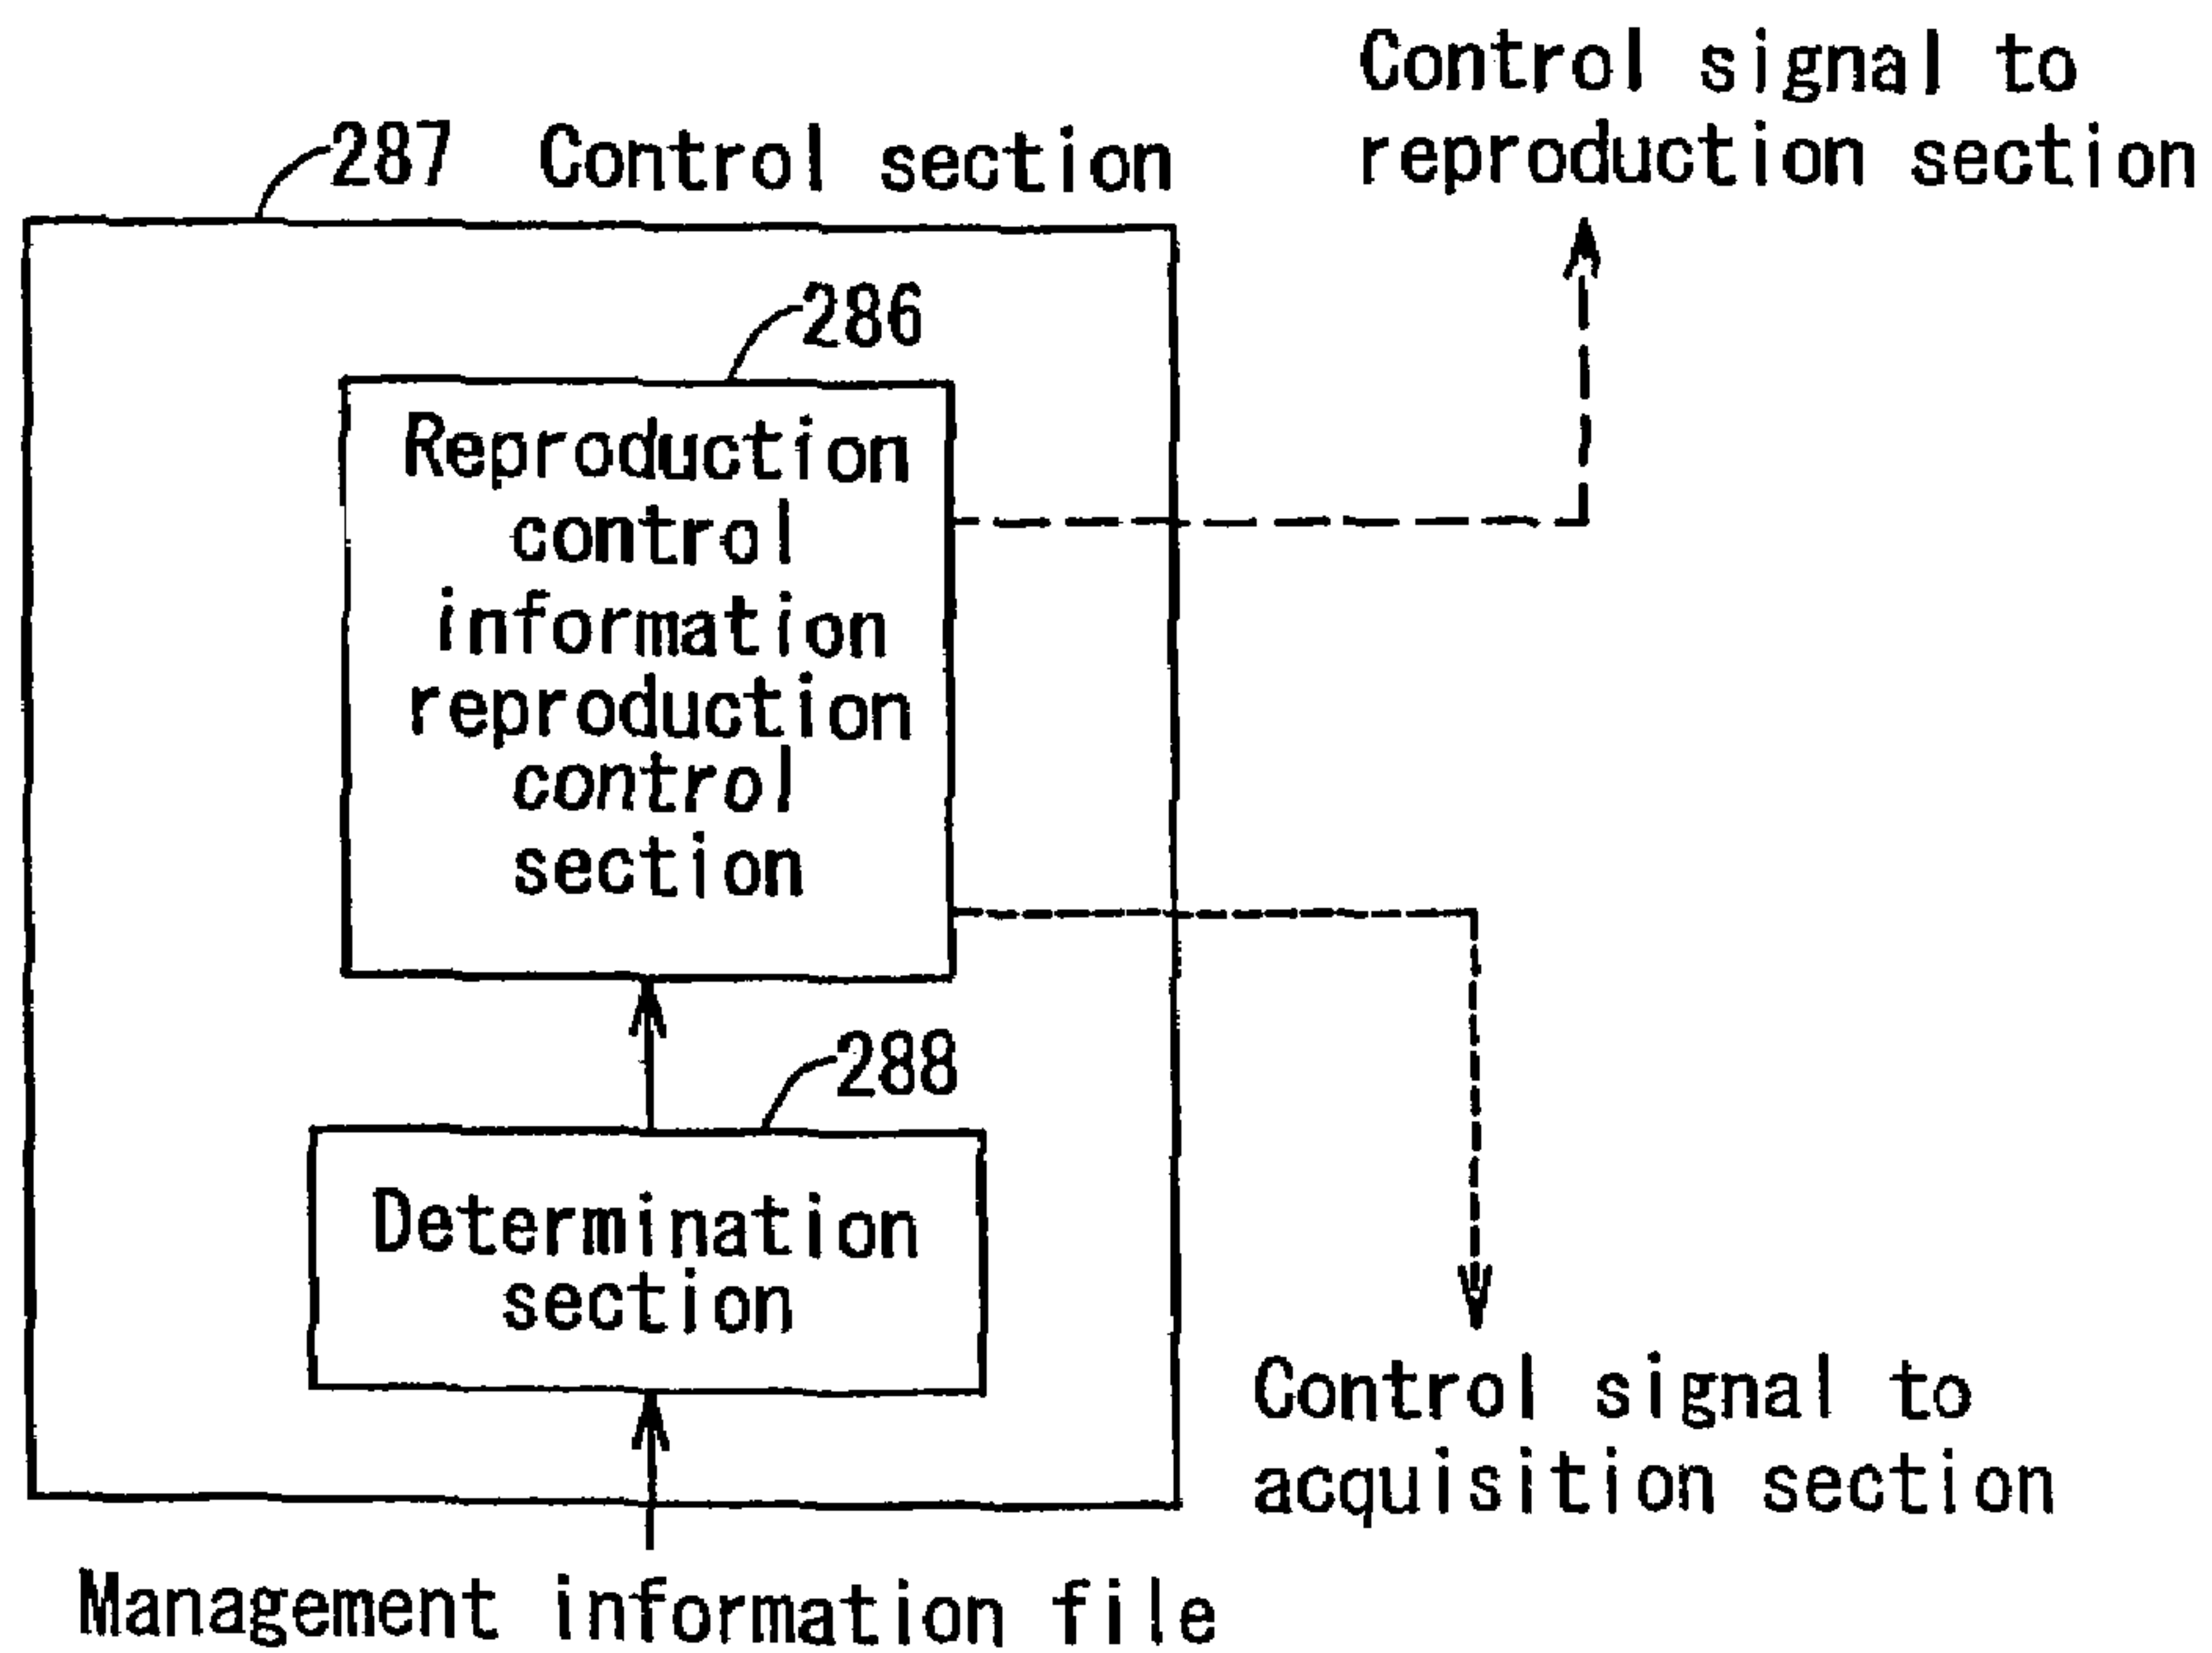 Control signal to
reproduction section
287 Control section
286
Reproduction
control
information
reproduction
control
section
288
Determination
section
Control signal to
acquisition section
Management information file